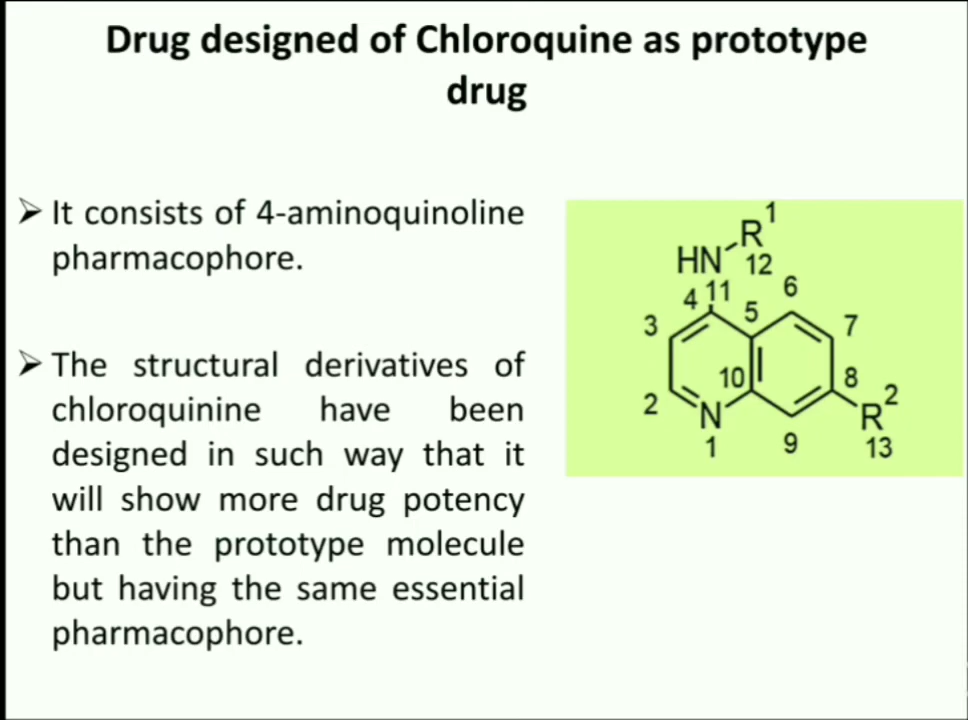 Drug designed of Chloroquine as prototype
drug
➢ It consists of 4-aminoquinoline
pharmacophore.
➢ The structural derivatives of
chloroquinine have been
designed in such way that it
will show more drug potency
than the prototype molecule
but having the same essential
pharmacophore.
R1
HN 12
4 11 6
3 5 7
10 8
2 N R2
1 9 13